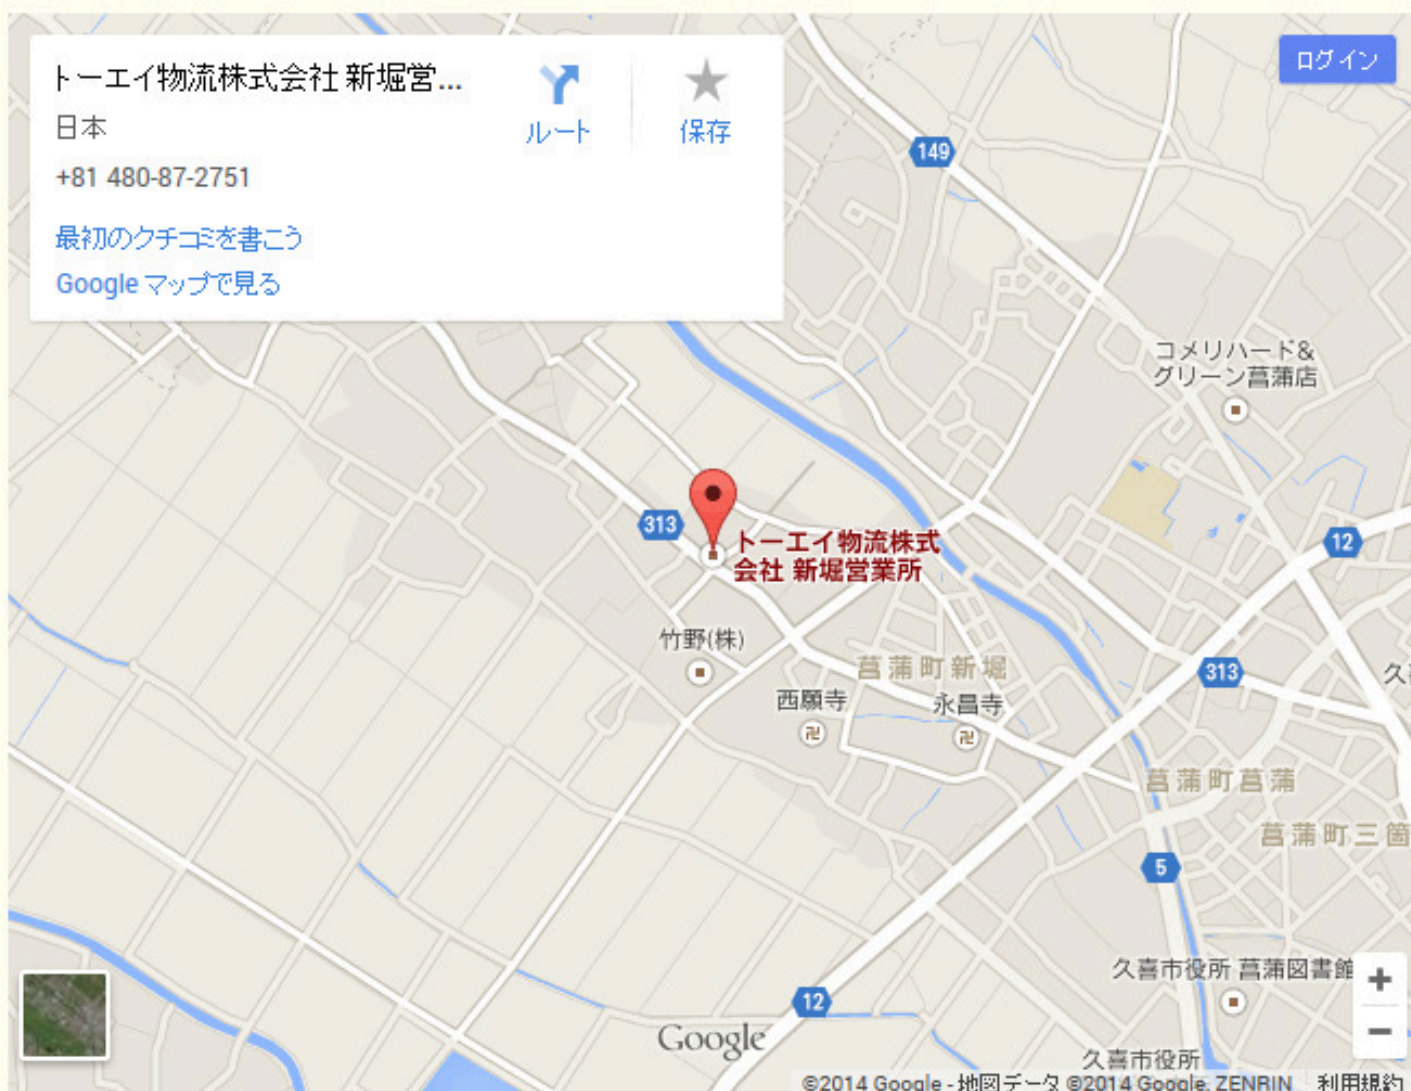 トーエイ物流株式会社 新堀営...
日本
+81 480-87-2751
最初のクチコミを書こう
Google マップで見る
ルート
保存
ログイン
149
コメリハード&
グリーン菖蒲店
313
トーエイ物流株式
会社 新堀営業所
12
竹野(株)
菖蒲町新堀
313
久
西願寺
永昌寺
菖蒲町菖蒲
菖蒲町三箇
5
久喜市役所 菖蒲図書館
12
Google
久喜市役所
+
−
©2014 Google - 地図データ ©2014 Google, ZENRIN
利用規約